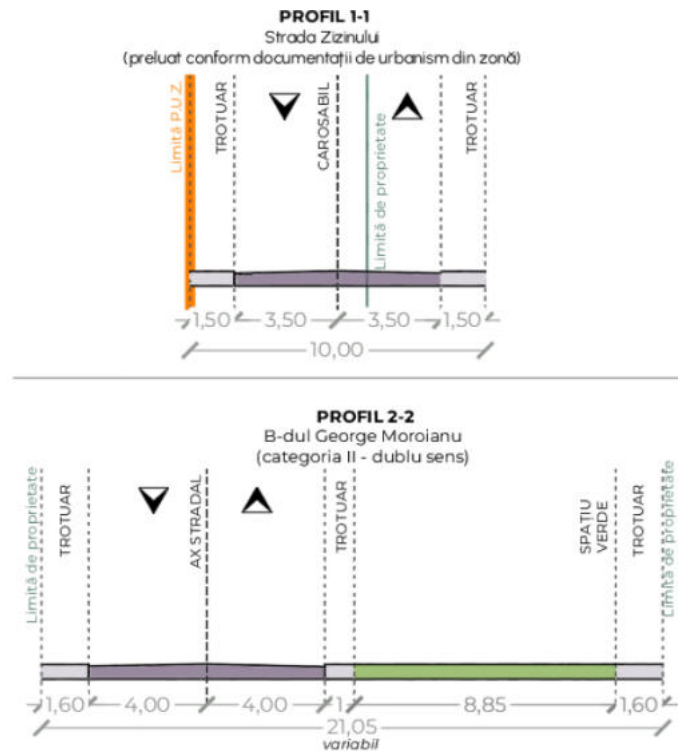 PROFIL 1-1
Strada Zizinului
(preluat conform documentații de urbanism din zonă)
Limită P.U.Z.
TROTUAR
CAROSABIL
Limită de proprietate
TROTUAR
1,50 3,50 3,50 1,50
10,00
PROFIL 2-2
B-dul George Moroianu
(categoria II - dublu sens)
Limită de proprietate
TROTUAR
AX STRADAL
TROTUAR
SPAȚIU
VERDE
TROTUAR
Limită de proprietate
1,60 4,00 4,00 1 8,85 1,60
21,05
variabil